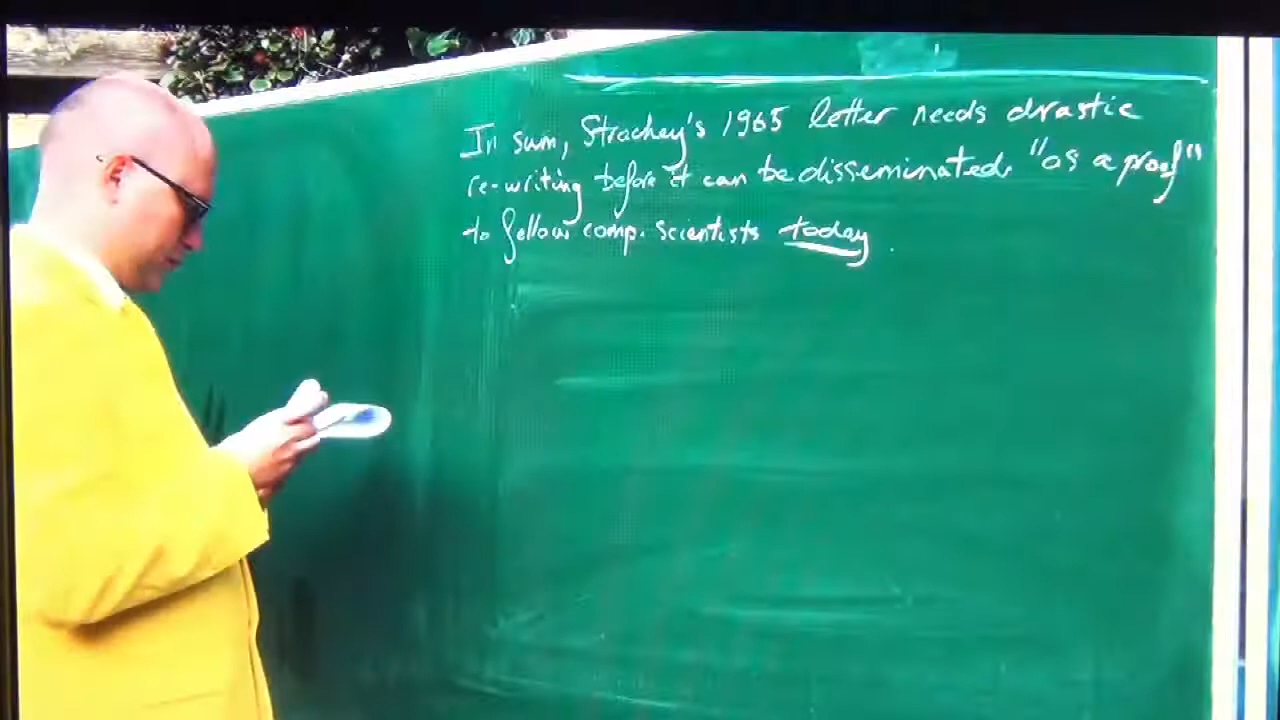 In sum, Strachey's 1965 letter needs drastic
re-writing before it can be disseminated "as a proof"
to fellow comp. scientists today.